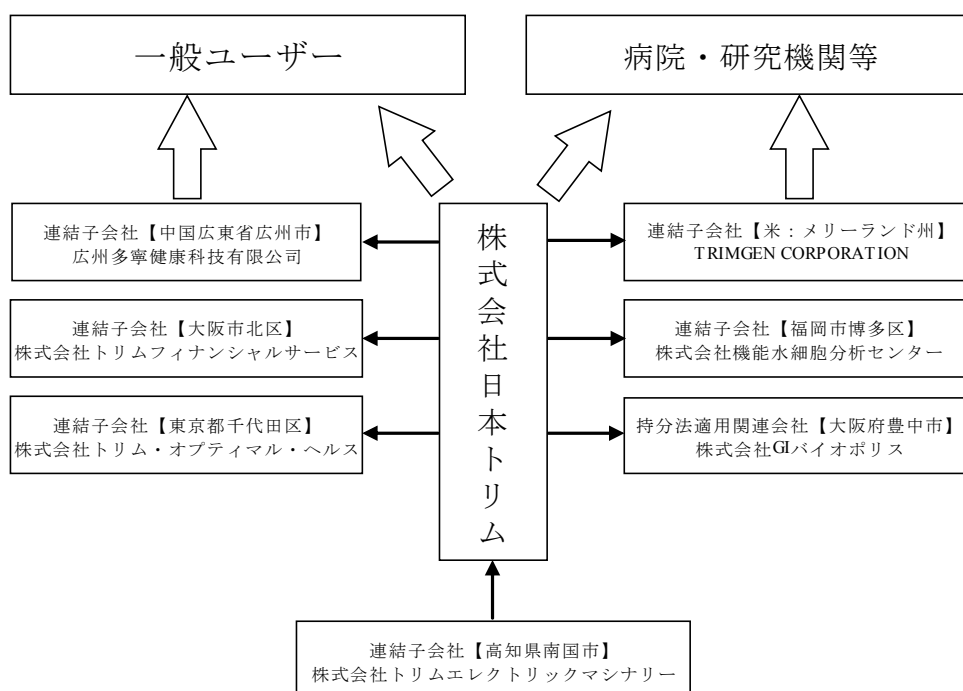 一般ユーザー
病院・研究機関等
連結子会社【中国広東省広州市】
広州多寧健康科技有限公司
株式会社日本トリム
連結子会社【米：メリーランド州】
TRIMGEN CORPORATION
連結子会社【大阪市北区】
株式会社トリムフィナンシャルサービス
連結子会社【福岡市博多区】
株式会社機能水細胞分析センター
連結子会社【東京都千代田区】
株式会社トリム・オプティマル・ヘルス
持分法適用関連会社【大阪府豊中市】
株式会社GIバイオポリス
連結子会社【高知県南国市】
株式会社トリムエレクトリックマシナリー